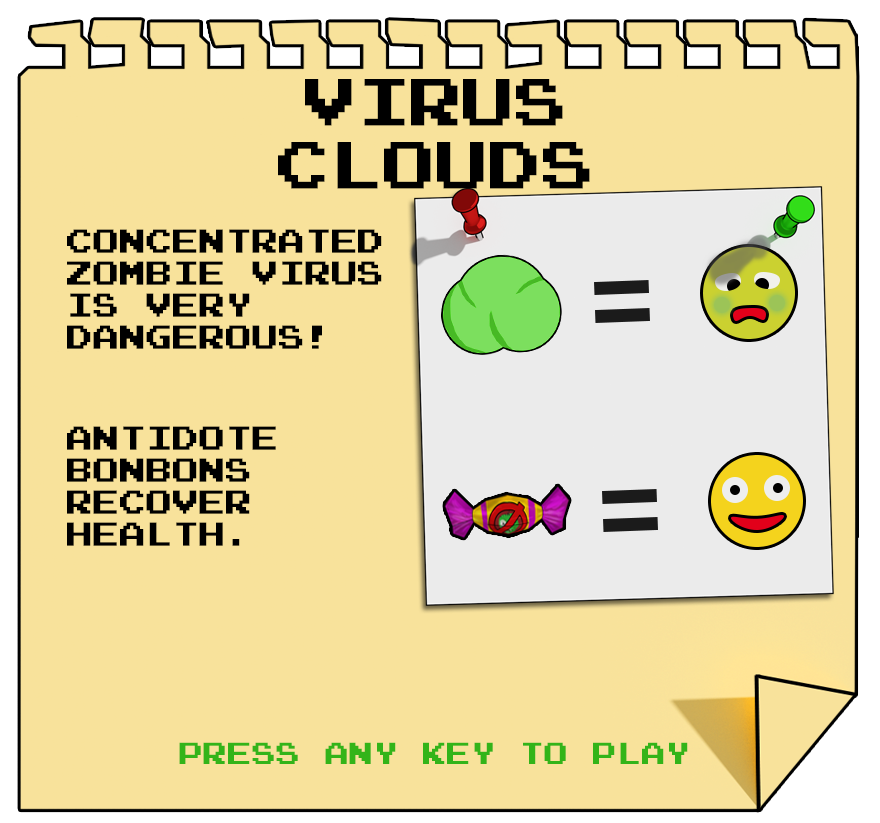 VIRUS
CLOUDS
CONCENTRATED
ZOMBIE VIRUS
IS VERY
DANGEROUS!
=
ANTIDOTE
BONBONS
RECOVER
HEALTH.
=
PRESS ANY KEY TO PLAY